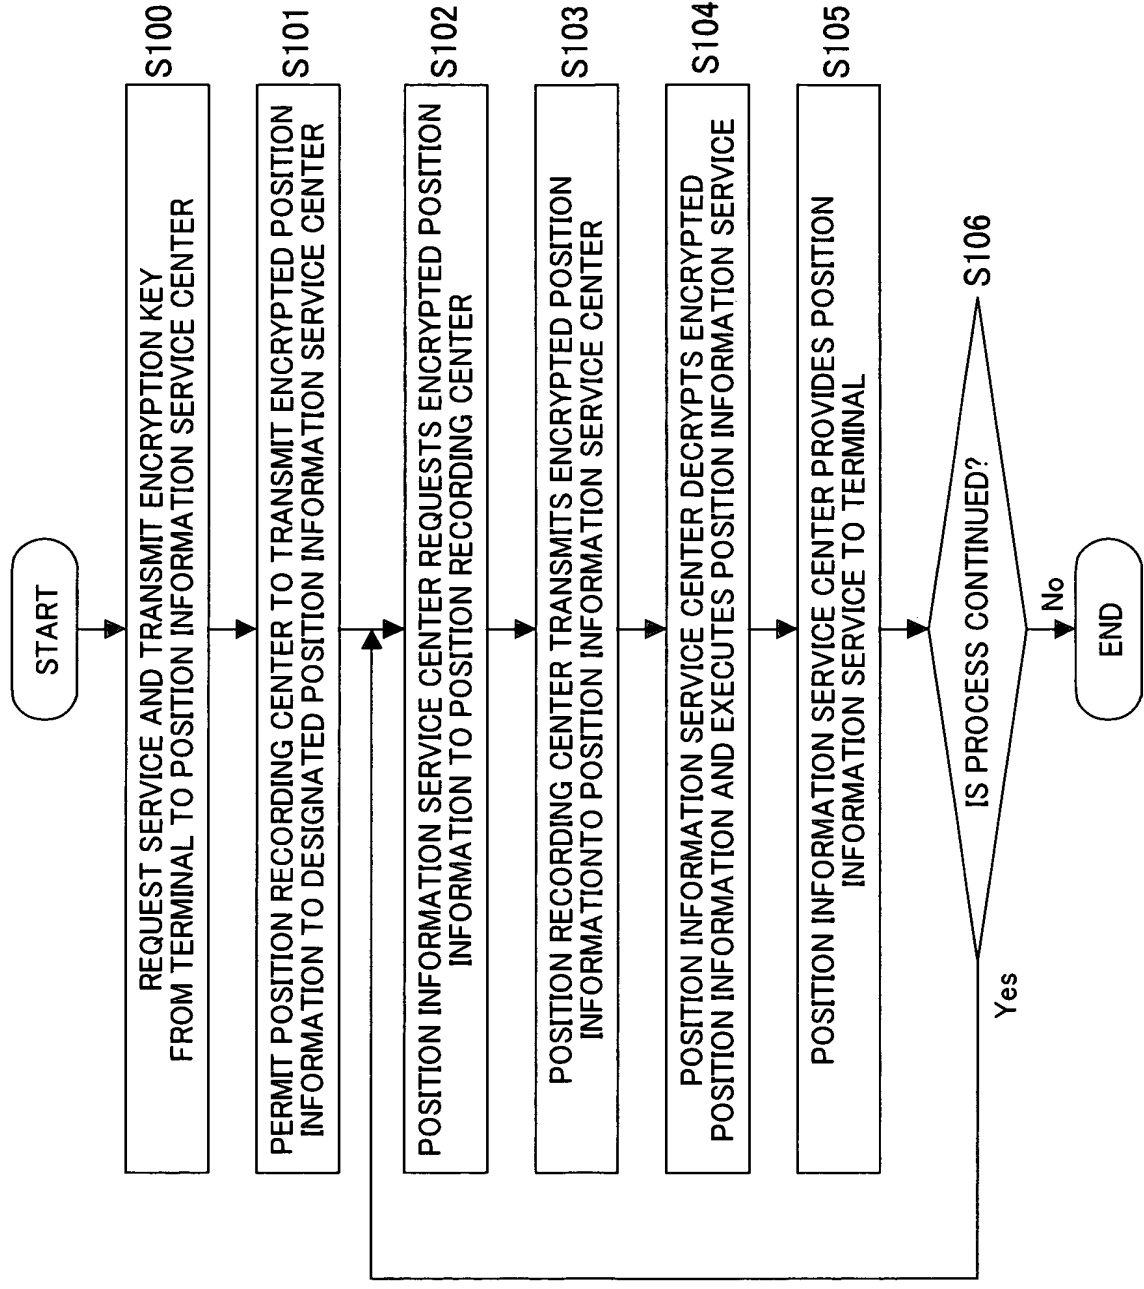 START
REQUEST SERVICE AND TRANSMIT ENCRYPTION KEY
FROM TERMINAL TO POSITION INFORMATION SERVICE CENTER
S100
PERMIT POSITION RECORDING CENTER TO TRANSMIT ENCRYPTED POSITION
INFORMATION TO DESIGNATED POSITION INFORMATION SERVICE CENTER
S101
POSITION INFORMATION SERVICE CENTER REQUESTS ENCRYPTED POSITION
INFORMATION TO POSITION RECORDING CENTER
S102
POSITION RECORDING CENTER TRANSMITS ENCRYPTED POSITION
INFORMATIONTO POSITION INFORMATION SERVICE CENTER
S103
POSITION INFORMATION SERVICE CENTER DECRYPTS ENCRYPTED
POSITION INFORMATION AND EXECUTES POSITION INFORMATION SERVICE
S104
POSITION INFORMATION SERVICE CENTER PROVIDES POSITION
INFORMATION SERVICE TO TERMINAL
S105
IS PROCESS CONTINUED?
S106
Yes
No
END